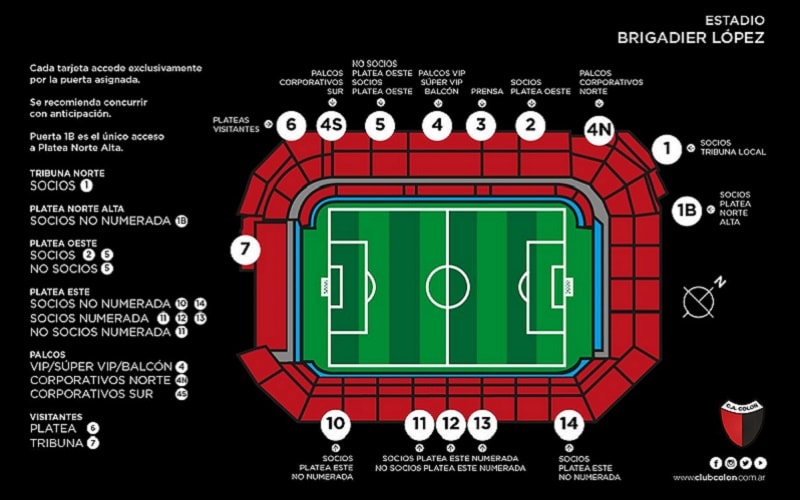 ESTADIO
BRIGADIER LÓPEZ
Cada tarjeta accede exclusivamente
por la puerta asignada.
Se recomienda concurrir
con anticipación.
Puerta 1B es el único acceso
a Platea Norte Alta.
TRIBUNA NORTE
SOCIOS 1
PLATEA NORTE ALTA
SOCIOS NO NUMERADA 1B
PLATEA OESTE
SOCIOS 2 5
NO SOCIOS 5
PLATEA ESTE
SOCIOS NO NUMERADA 10 14
SOCIOS NUMERADA 11 12 13
NO SOCIOS NUMERADA 11
PALCOS
VIP/SÚPER VIP/BALCÓN 4
CORPORATIVOS NORTE 4N
CORPORATIVOS SUR 4S
VISITANTES
PLATEA 6
TRIBUNA 7
PLATEAS
VISITANTES
6
PALCOS
CORPORATIVOS
SUR
4S
NO SOCIOS
PLATEA OESTE
SOCIOS
PLATEA OESTE
5
PALCOS VIP
SÚPER VIP
BALCÓN
4
PRENSA
3
SOCIOS
PLATEA OESTE
2
PALCOS
CORPORATIVOS
NORTE
4N
1
SOCIOS
TRIBUNA LOCAL
1B
SOCIOS
PLATEA
NORTE
ALTA
7
N
10
SOCIOS
PLATEA ESTE
NO NUMERADA
11 12 13
SOCIOS PLATEA ESTE NUMERADA
NO SOCIOS PLATEA ESTE NUMERADA
14
SOCIOS
PLATEA ESTE
NO NUMERADA
C.A. COLON
www.clubcolon.com.ar